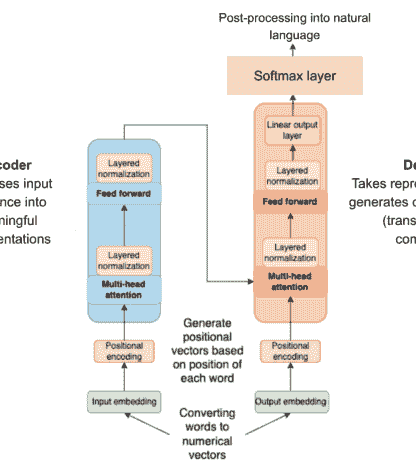 Post-processing into natural
language
Softmax layer
Linear output
layer
Layered
normalization
Feed forward
Layered
normalization
Multi-head
attention
Positional
encoding
Output embedding
Layered
normalization
Feed forward
Layered
normalization
Multi-head
attention
Positional
encoding
Input embedding
coder
ses input
nce into
ningful
entations
De
Takes repre
generates o
(trans
com
Generate
positional
vectors based
on position of
each word
Converting
words to
numerical
vectors